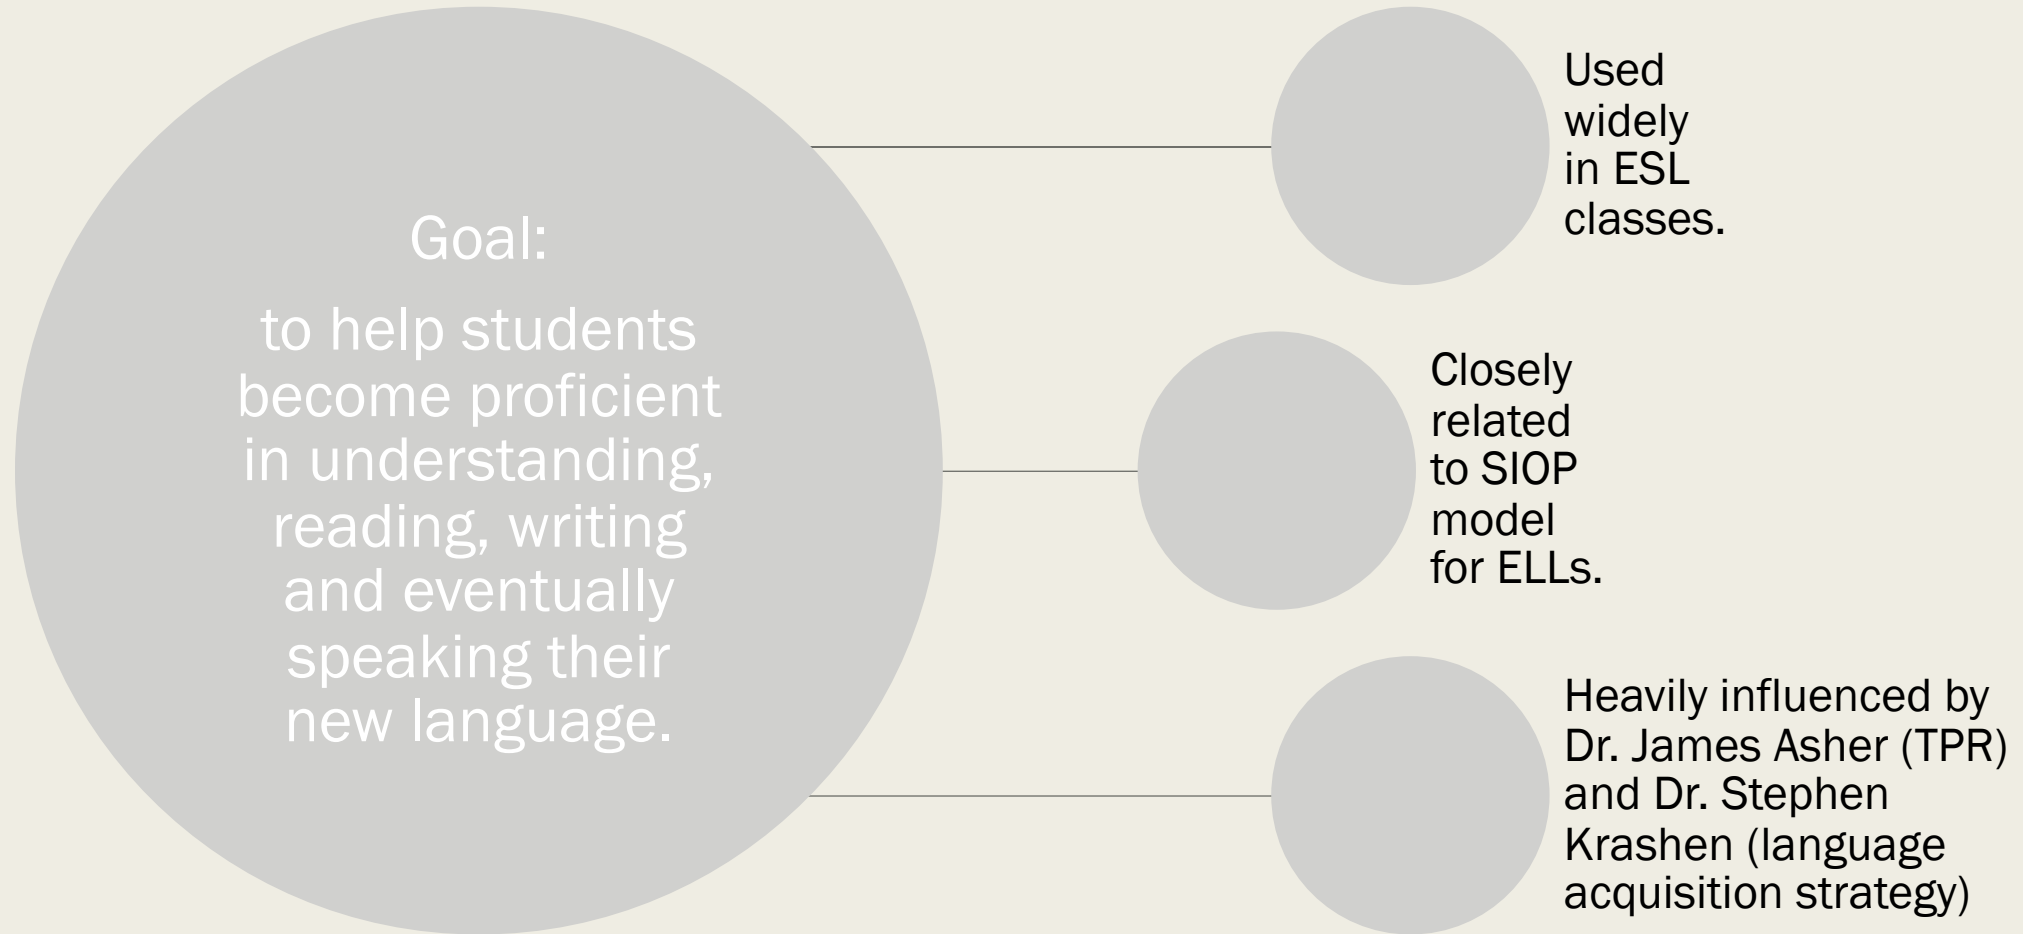 Goal:
to help students
become proficient
in understanding,
reading, writing
and eventually
speaking their
new language.
Used
widely
in ESL
classes.
Closely
related
to SIOP
model
for ELLs.
Heavily influenced by
Dr. James Asher (TPR)
and Dr. Stephen
Krashen (language
acquisition strategy)